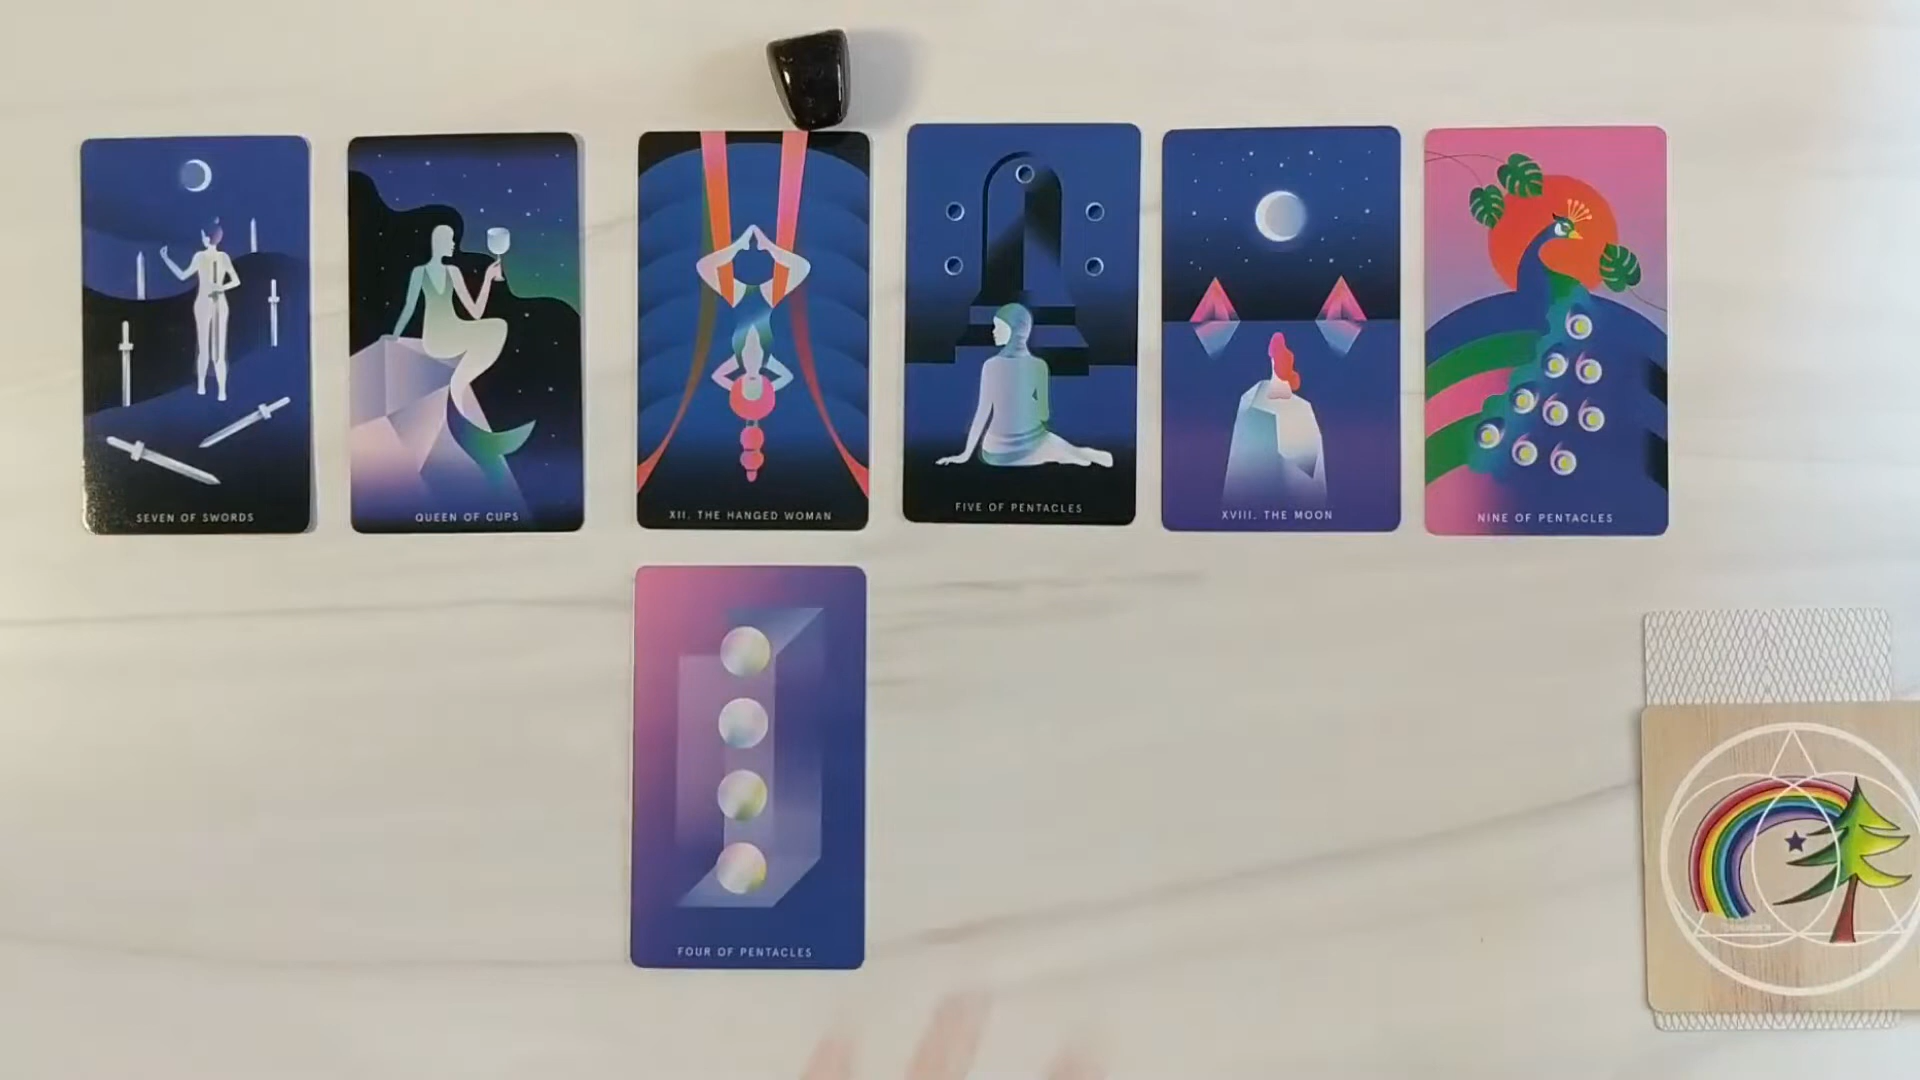 SEVEN OF SWORDS
QUEEN OF CUPS
XII. THE HANGED WOMAN
FIVE OF PENTACLES
XVIII. THE MOON
NINE OF PENTACLES
FOUR OF PENTACLES